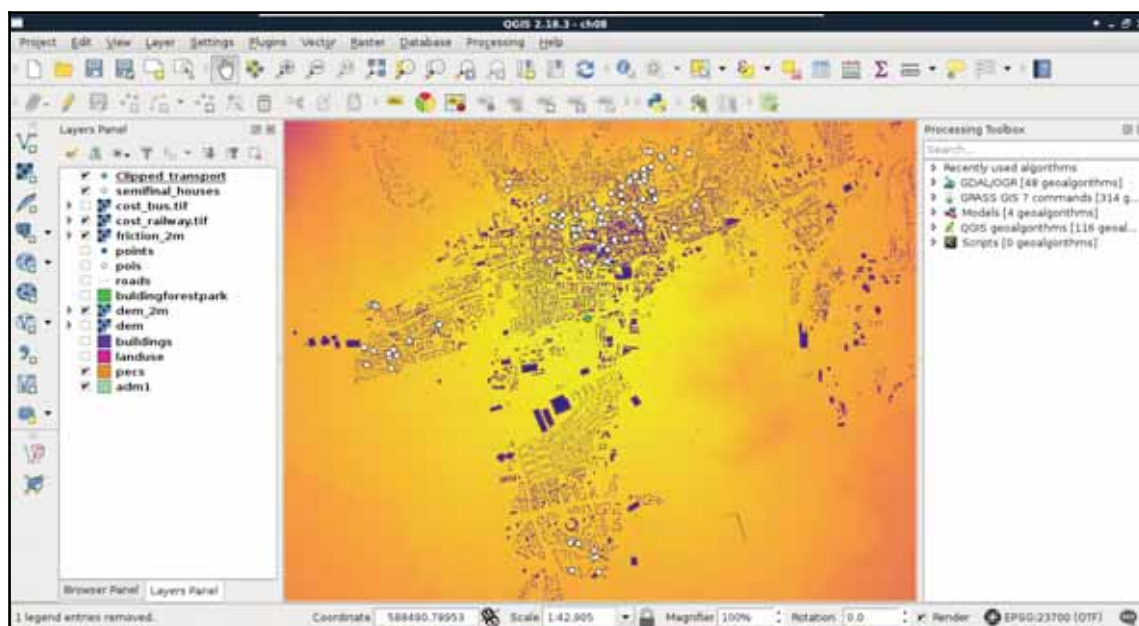 QGIS 2.18.3 - ch08
Project Edit View Layer Settings Plugins Vector Raster Database Processing Help
Layers Panel
Clipped_transport
semifinal_houses
cost_bus.tif
cost_railway.tif
friction_2m
points
pois
roads
buldingforestpark
dem_2m
dem
buildings
landuse
pecs
adm1
Browser Panel Layers Panel
Processing Toolbox
Search...
Recently used algorithms
GDAL/OGR [48 geoalgorithms]
GRASS GIS 7 commands [314 g...
Models [4 geoalgorithms]
QGIS geoalgorithms [116 geoal...
Scripts [0 geoalgorithms]
1 legend entries removed. Coordinate 588490,78953 Scale 1:42,905 Magnifier 100% Rotation 0.0 Render EPSG:23700 (OTF)